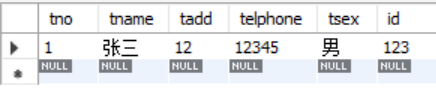 tno tname tadd telphone tsex id
1 张三 12 12345 男 123
NULL NULL NULL NULL NULL NULL